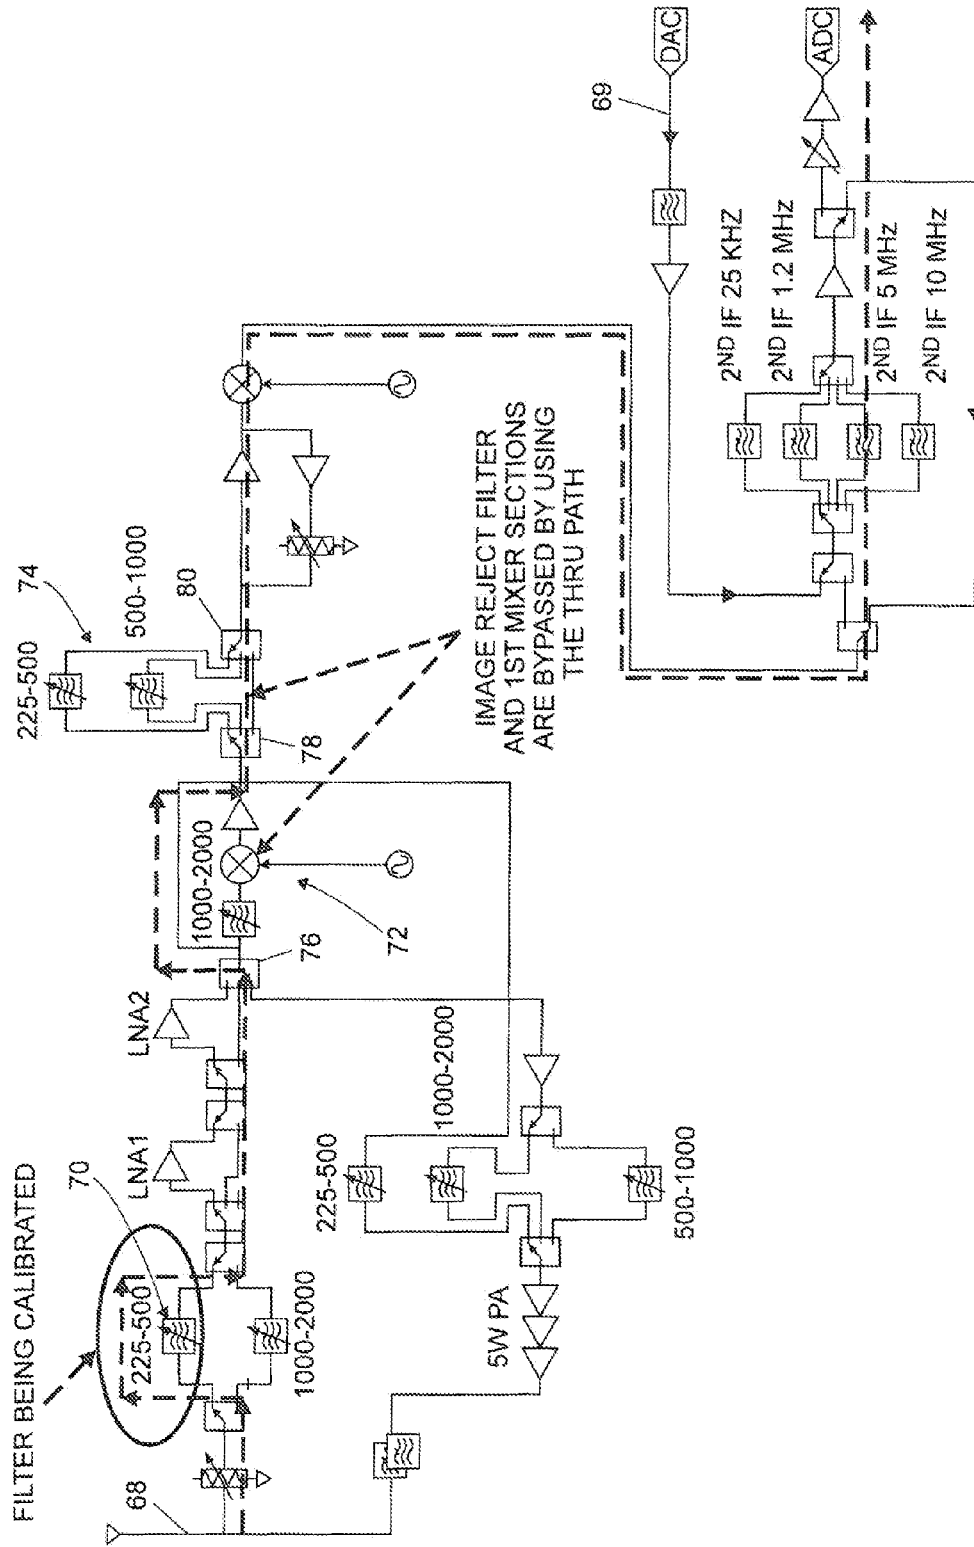 FILTER BEING CALIBRATED
68
225-500
70
1000-2000
LNA1
LNA2
76
1000-2000
72
78
225-500
74
500-1000
80
5W PA
225-500
1000-2000
500-1000
IMAGE REJECT FILTER
AND 1ST MIXER SECTIONS
ARE BYPASSED BY USING
THE THRU PATH
69
DAC
ADC
2ND IF 25 KHZ
2ND IF 1.2 MHz
2ND IF 5 MHz
2ND IF 10 MHz